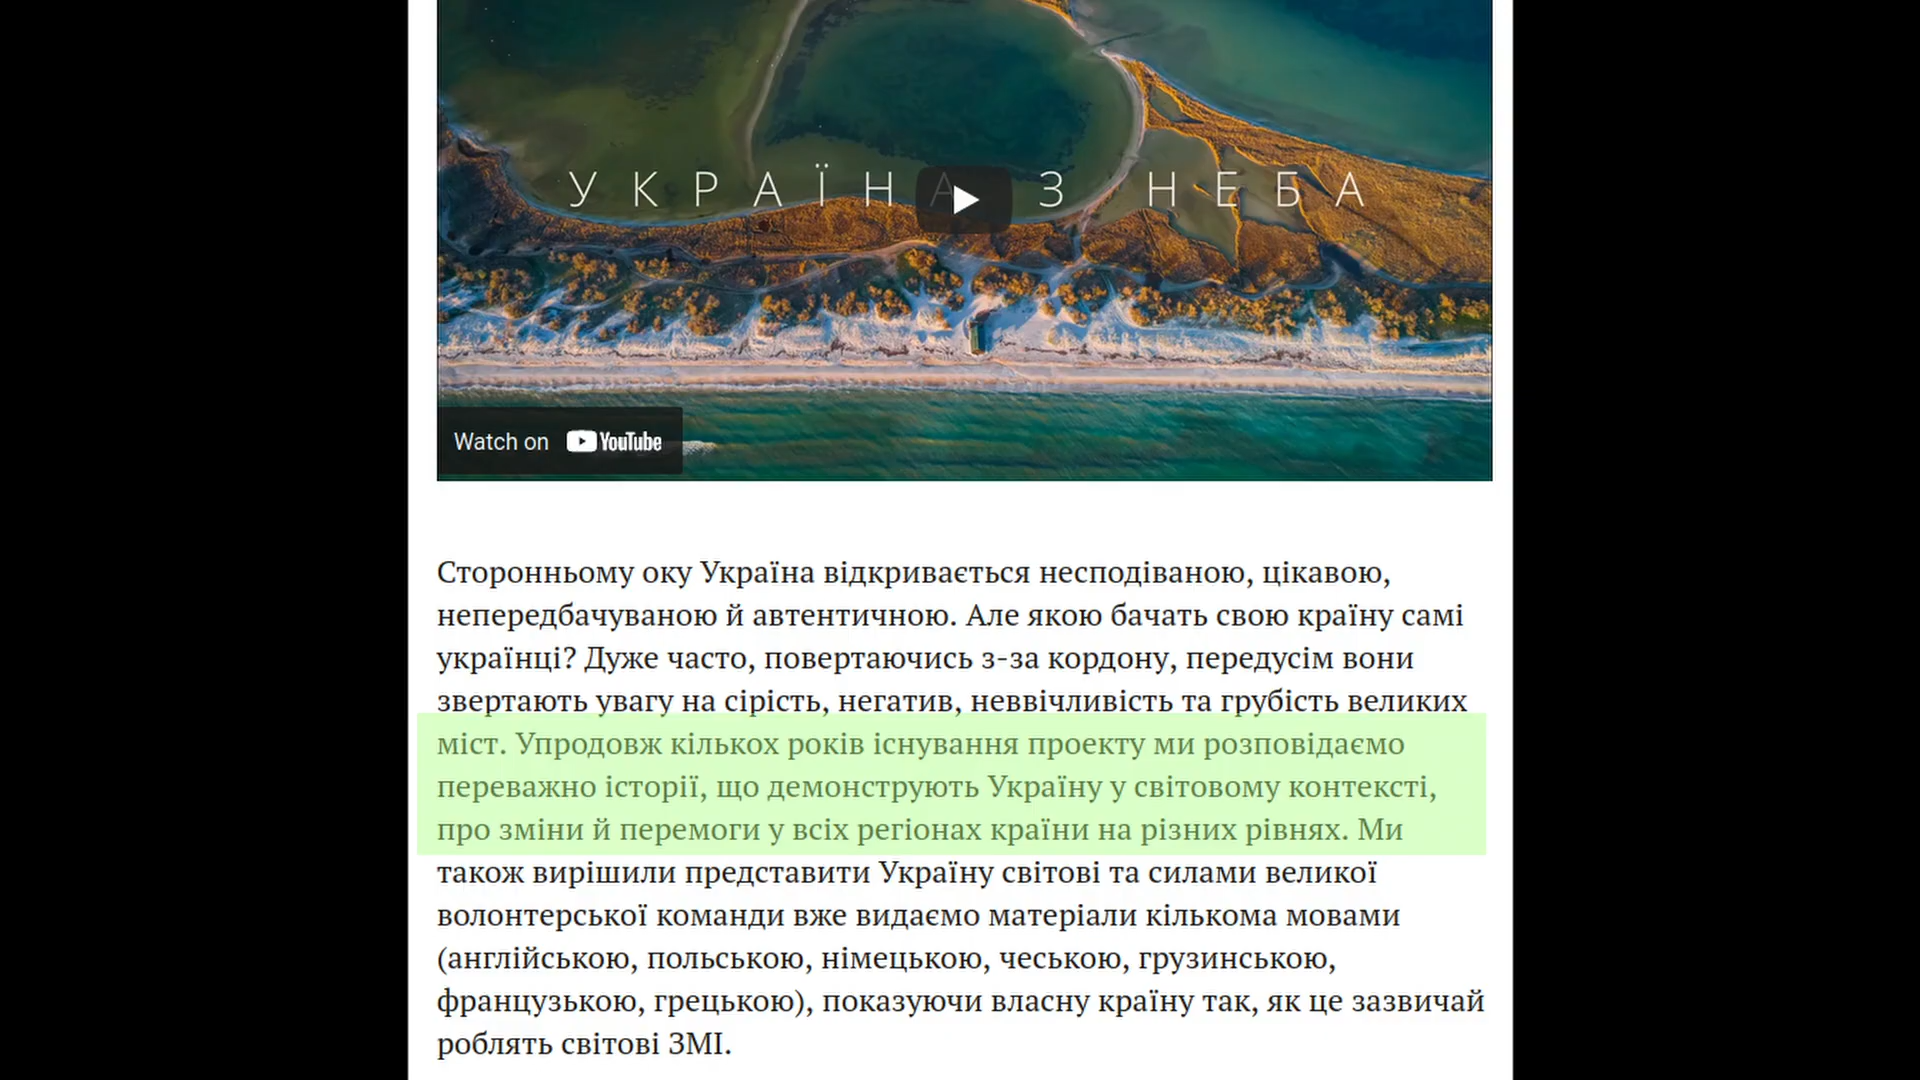 УКРАЇНА З НЕБА
Watch on YouTube
Сторонньому оку Україна відкривається несподіваною, цікавою,
непередбачуваною й автентичною. Але якою бачать свою країну самі
українці? Дуже часто, повертаючись з-за кордону, передусім вони
звертають увагу на сірість, негатив, неввічливість та грубість великих
міст. Упродовж кількох років існування проекту ми розповідаємо
переважно історії, що демонструють Україну у світовому контексті,
про зміни й перемоги у всіх регіонах країни на різних рівнях. Ми
також вирішили представити Україну світові та силами великої
волонтерської команди вже видаємо матеріали кількома мовами
(англійською, польською, німецькою, чеською, грузинською,
французькою, грецькою), показуючи власну країну так, як це зазвичай
роблять світові ЗМІ.